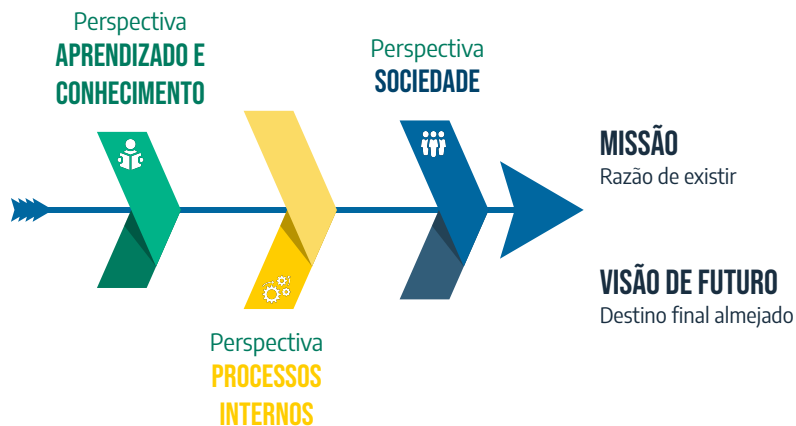 Perspectiva
APRENDIZADO E
CONHECIMENTO
Perspectiva
SOCIEDADE
MISSÃO
Razão de existir
VISÃO DE FUTURO
Destino final almejado
Perspectiva
PROCESSOS
INTERNOS